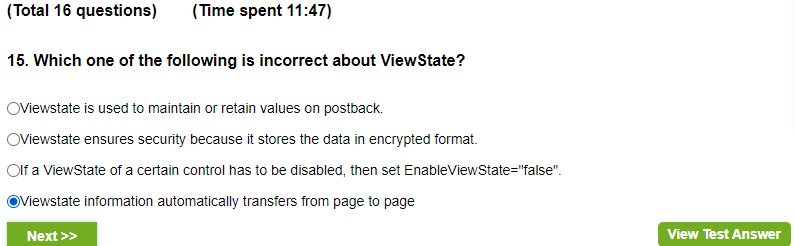 (Total 16 questions) (Time spent 11:47)
15. Which one of the following is incorrect about ViewState?
Viewstate is used to maintain or retain values on postback.
Viewstate ensures security because it stores the data in encrypted format.
If a ViewState of a certain control has to be disabled, then set EnableViewState="false".
Viewstate information automatically transfers from page to page
Next >> View Test Answer